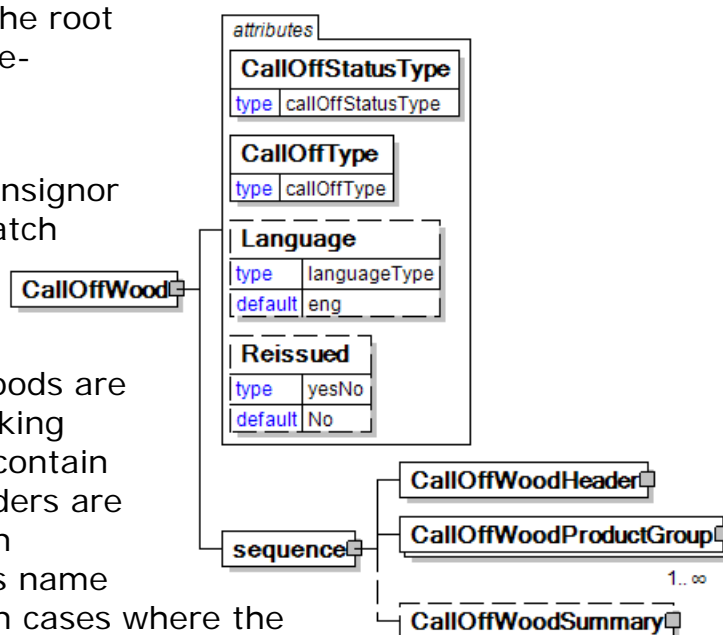 he root
e-
nsignor
atch
oods are
king
contain
ders are
n
s name
n cases where the
attributes
CallOffStatusType
type callOffStatusType
CallOffType
type callOffType
Language
type languageType
default eng
Reissued
type yesNo
default No
CallOffWood
sequence
CallOffWoodHeader
CallOffWoodProductGroup
1.. ∞
CallOffWoodSummary